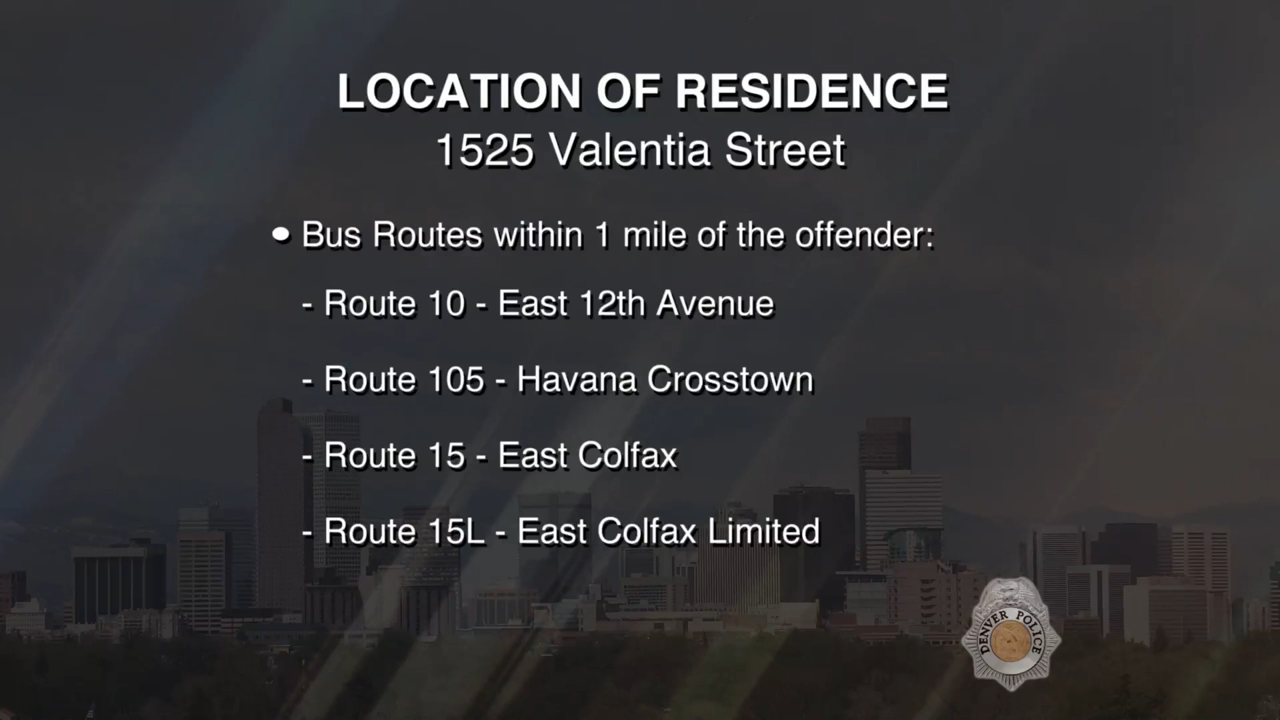 LOCATION OF RESIDENCE
1525 Valentia Street
• Bus Routes within 1 mile of the offender:
- Route 10 - East 12th Avenue
- Route 105 - Havana Crosstown
- Route 15 - East Colfax
- Route 15L - East Colfax Limited
DENVER POLICE